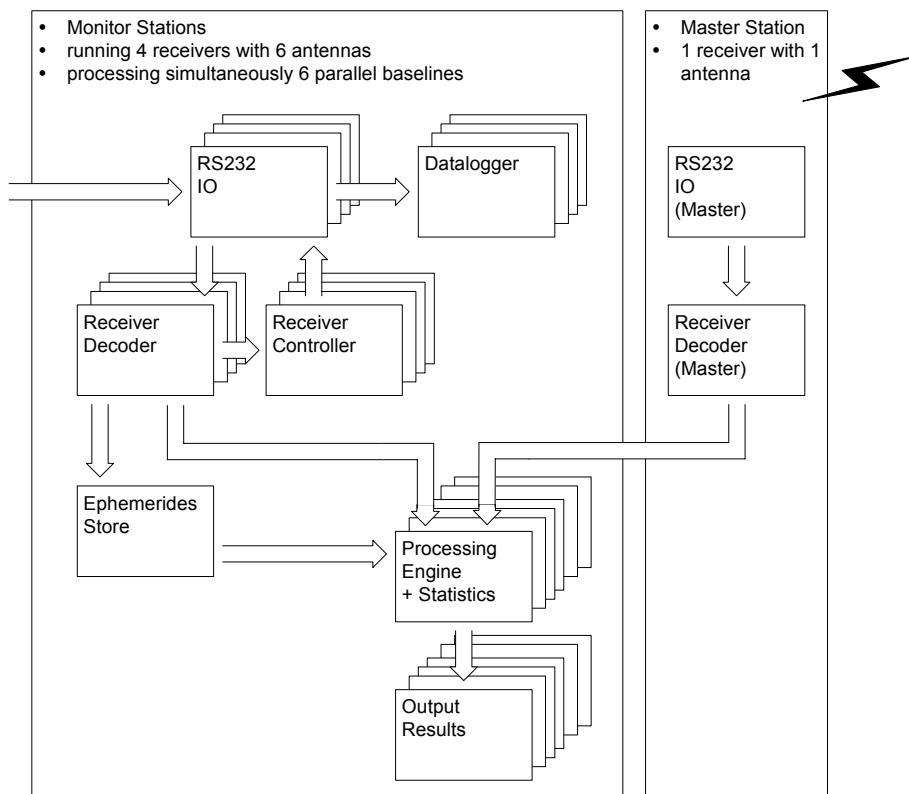 • Monitor Stations
• running 4 receivers with 6 antennas
• processing simultaneously 6 parallel baselines
• Master Station
• 1 receiver with 1
antenna
RS232
IO
Datalogger
RS232
IO
(Master)
Receiver
Decoder
Receiver
Controller
Receiver
Decoder
(Master)
Ephemerides
Store
Processing
Engine
+ Statistics
Output
Results